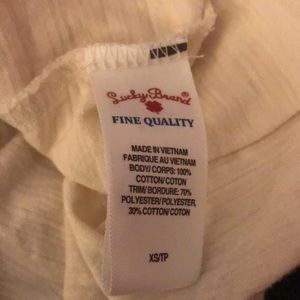 Lucky Brand
FINE QUALITY
MADE IN VIETNAM
FABRIQUE AU VIETNAM
BODY/ CORPS: 100%
COTTON/COTON
TRIM/ BORDURE: 70%
POLYESTER/ POLYESTER,
30% COTTON/ COTON
XS/TP